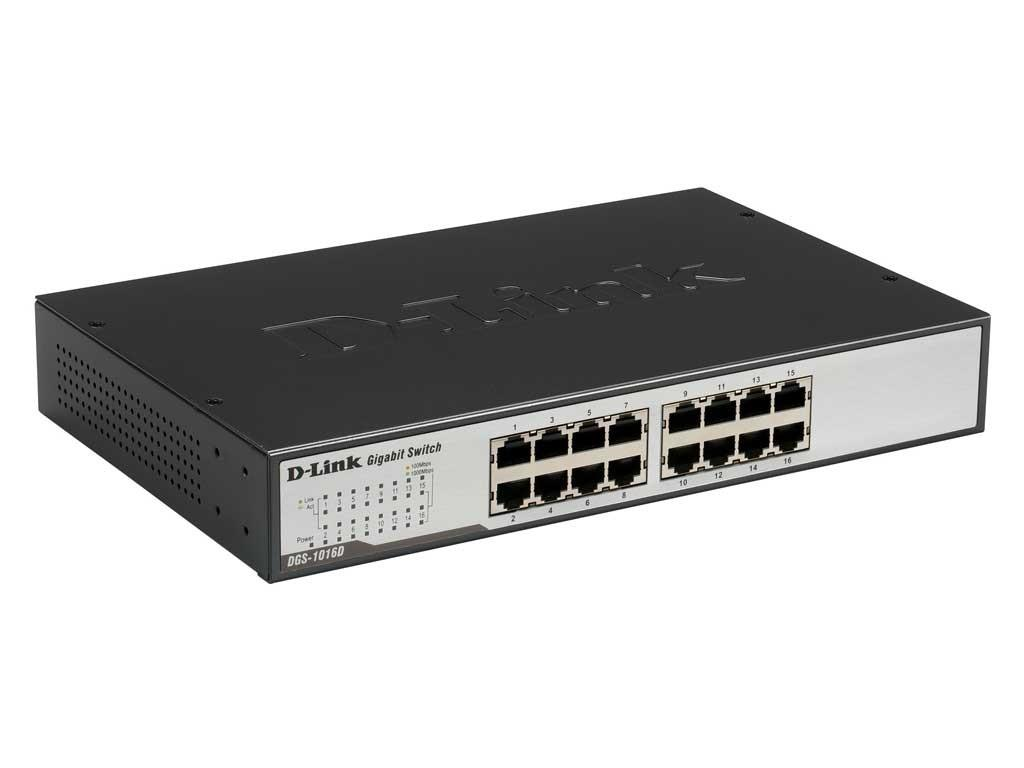 D-Link
D-Link Gigabit Switch
100Mbps
1000Mbps
Link
Act
1 3 5 7 9 11 13 15
2 4 6 8 10 12 14 16
Power
DGS-1016D
1 3 5 7 9 11 13 15
2 4 6 8 10 12 14 16